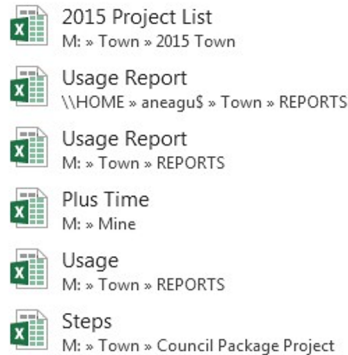 2015 Project List
M: » Town » 2015 Town
Usage Report
\\HOME » aneagu$ » Town » REPORTS
Usage Report
M: » Town » REPORTS
Plus Time
M: » Mine
Usage
M: » Town » REPORTS
Steps
M: » Town » Council Package Project